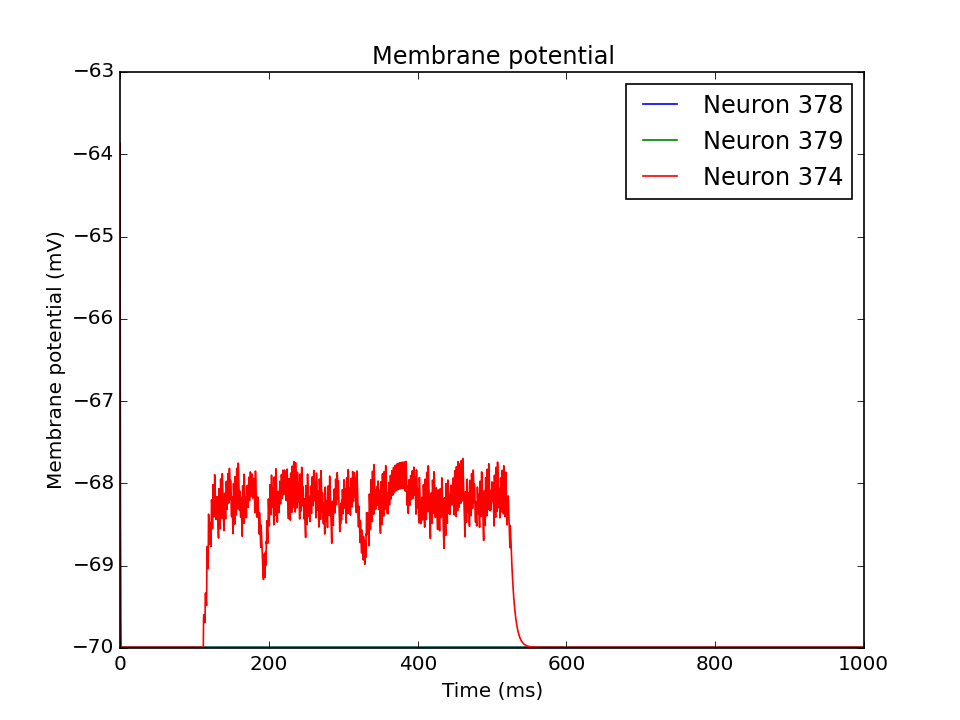 Membrane potential
−63
−64
−65
−66
−67
−68
−69
−70
Membrane potential (mV)
Neuron 378
Neuron 379
Neuron 374
0 200 400 600 800 1000
Time (ms)